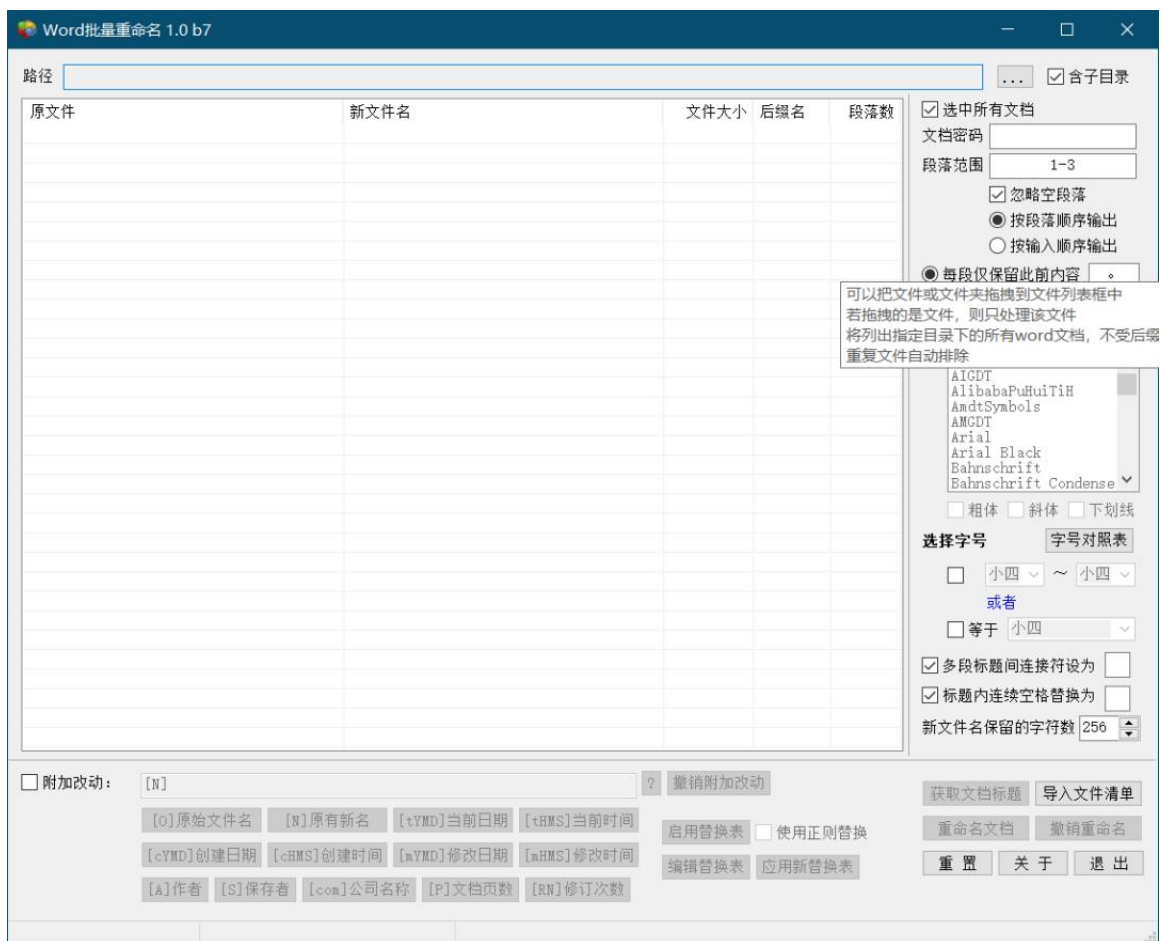 Word批量重命名 1.0 b7
路径
... 含子目录
原文件 新文件名 文件大小 后缀名 段落数
选中所有文档
文档密码
段落范围 1-3
忽略空段落
按段落顺序输出
按输入顺序输出
每段仅保留此前内容 。
可以把文件或文件夹拖拽到文件列表框中
若拖拽的是文件，则只处理该文件
将列出指定目录下的所有word文档，不受后缀
重复文件自动排除
AIGDT
AlibabaPuHuiTiH
AmdtSymbols
AMGDT
Arial
Arial Black
Bahnschrift
Bahnschrift Condense
粗体 斜体 下划线
选择字号 字号对照表
小四 ～ 小四
或者
等于 小四
多段标题间连接符设为
标题内连续空格替换为
新文件名保留的字符数 256
附加改动： [N] ? 撤销附加改动
[O]原始文件名 [N]原有新名 [tYMD]当前日期 [tHMS]当前时间
[cYMD]创建日期 [cHMS]创建时间 [mYMD]修改日期 [mHMS]修改时间
[A]作者 [S]保存者 [com]公司名称 [P]文档页数 [RN]修订次数
启用替换表 使用正则替换
编辑替换表 应用新替换表
获取文档标题 导入文件清单
重命名文档 撤销重命名
重 置 关 于 退 出